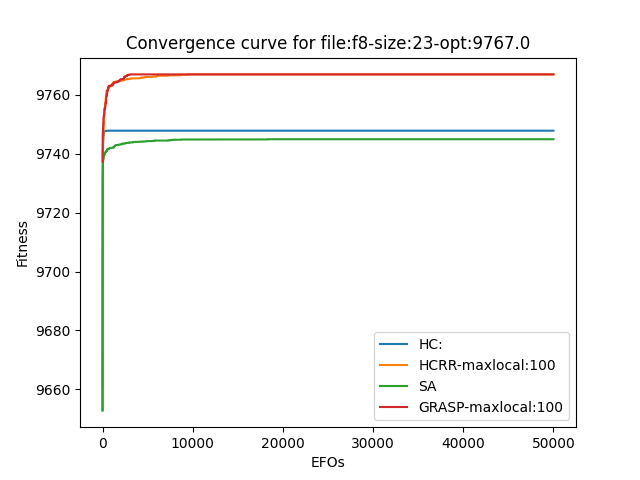 Convergence curve for file:f8-size:23-opt:9767.0
Fitness
9760
9740
9720
9700
9680
9660
HC:
HCRR-maxlocal:100
SA
GRASP-maxlocal:100
0 10000 20000 30000 40000 50000
EFOs